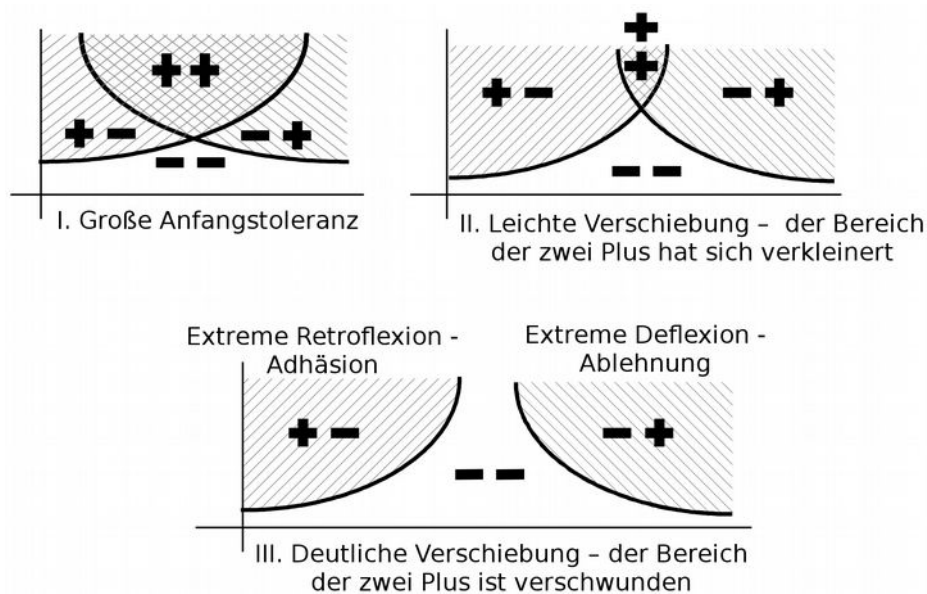 ++
+-
-+
--
I. Große Anfangstoleranz
+
+
+-
-+
--
II. Leichte Verschiebung – der Bereich
der zwei Plus hat sich verkleinert
Extreme Retroflexion -
Adhäsion
Extreme Deflexion -
Ablehnung
+-
-+
--
III. Deutliche Verschiebung – der Bereich
der zwei Plus ist verschwunden